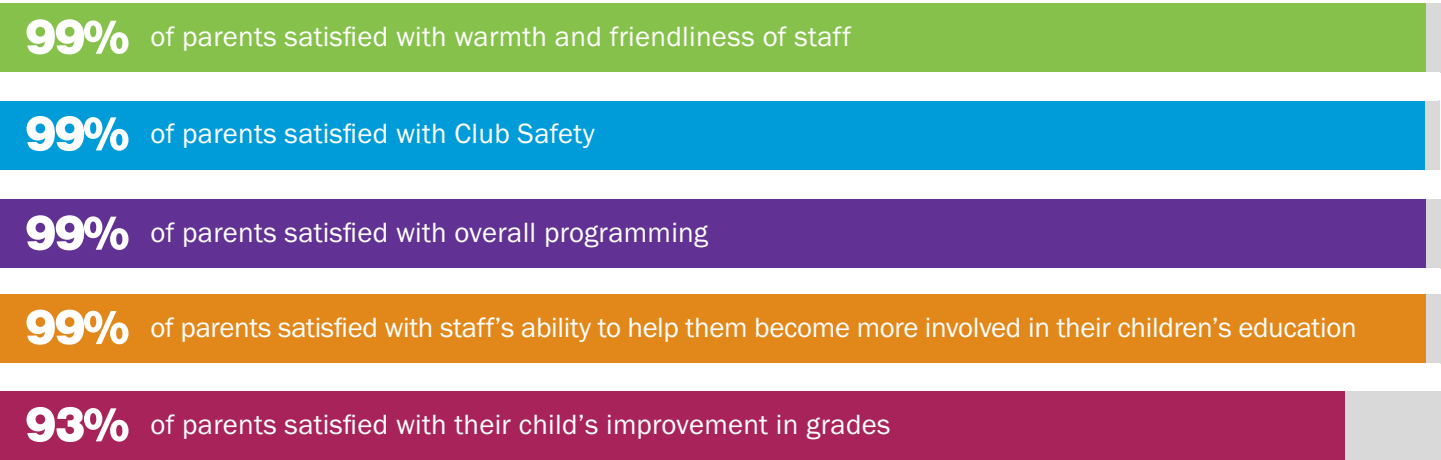 99% of parents satisfied with warmth and friendliness of staff
99% of parents satisfied with Club Safety
99% of parents satisfied with overall programming
99% of parents satisfied with staff’s ability to help them become more involved in their children’s education
93% of parents satisfied with their child’s improvement in grades